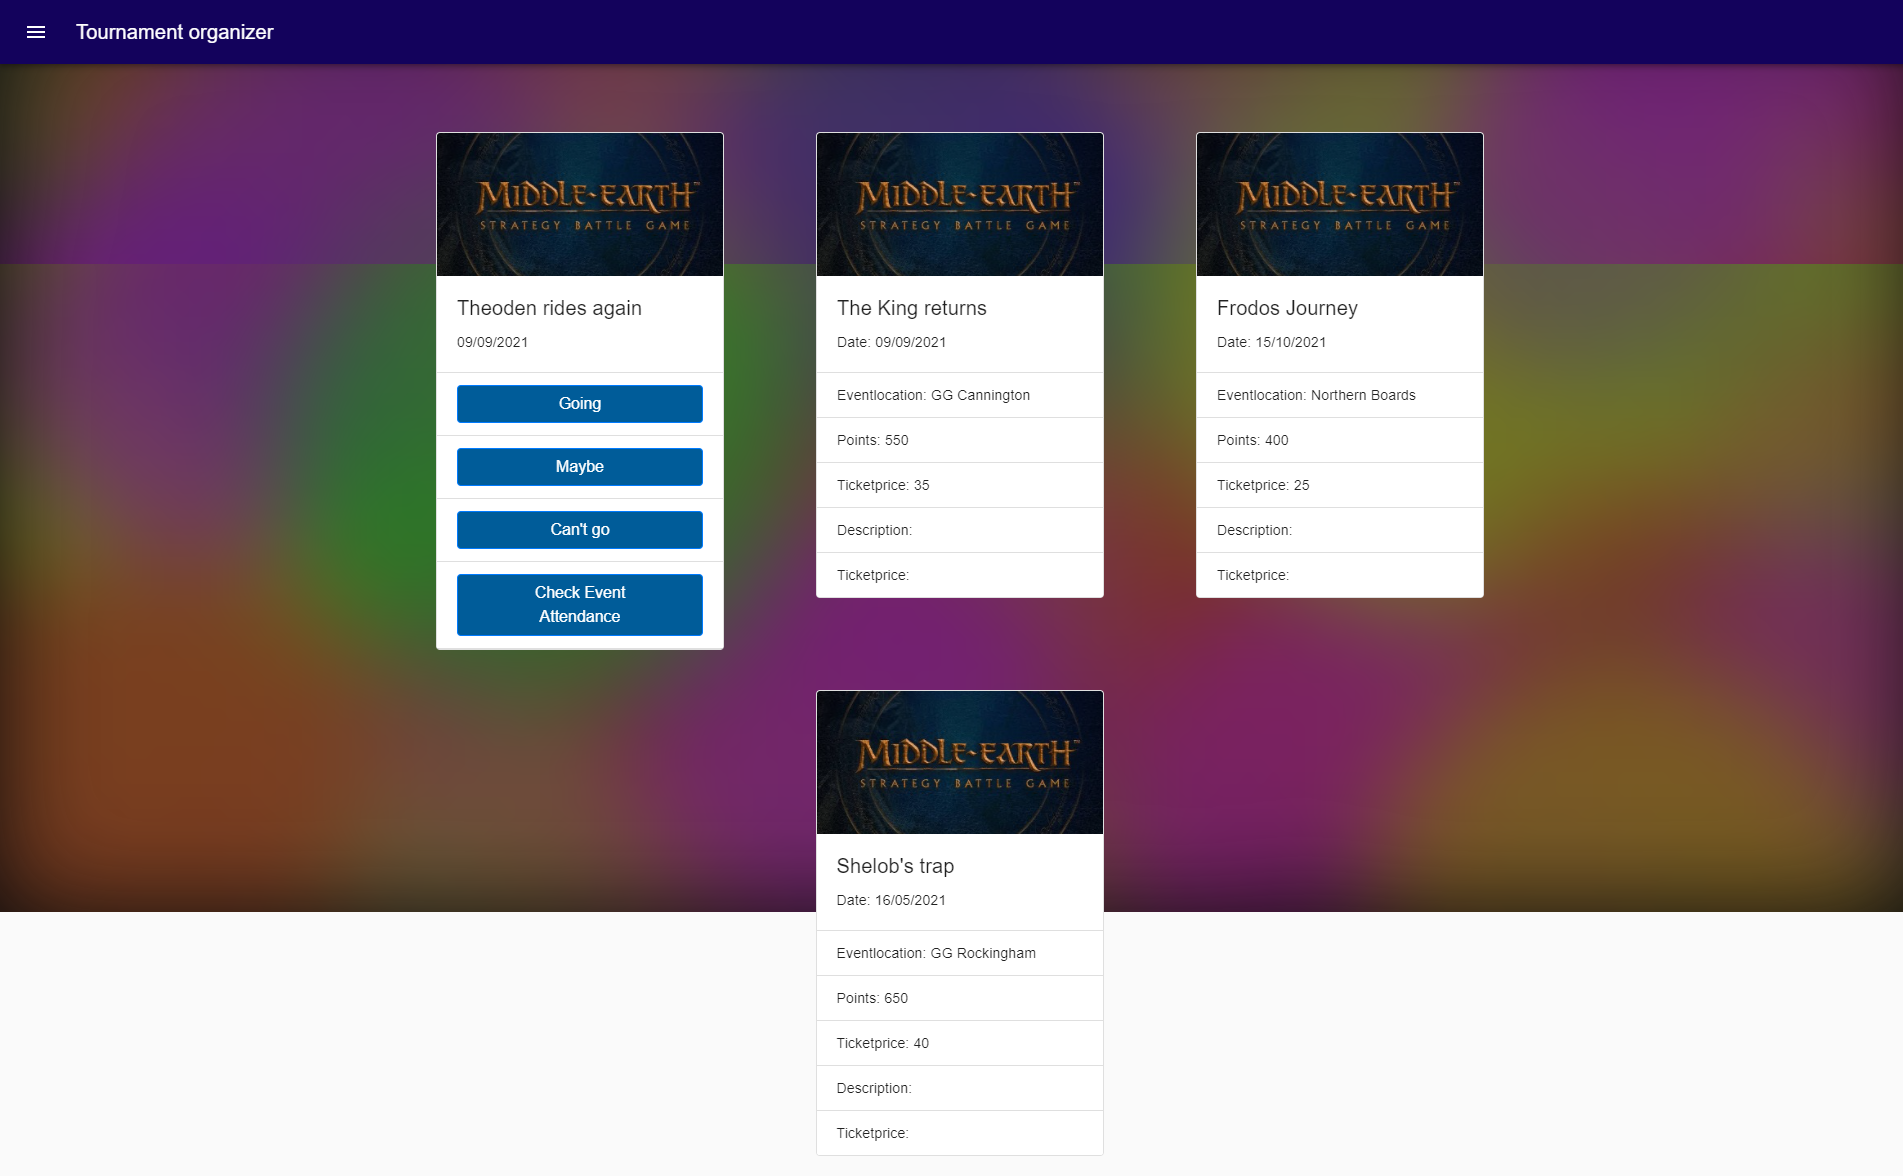 Tournament organizer
MIDDLE-EARTH™
STRATEGY BATTLE GAME
Theoden rides again
09/09/2021
Going
Maybe
Can't go
Check Event
Attendance
MIDDLE-EARTH™
STRATEGY BATTLE GAME
The King returns
Date: 09/09/2021
Eventlocation: GG Cannington
Points: 550
Ticketprice: 35
Description:
Ticketprice:
MIDDLE-EARTH™
STRATEGY BATTLE GAME
Frodos Journey
Date: 15/10/2021
Eventlocation: Northern Boards
Points: 400
Ticketprice: 25
Description:
Ticketprice:
MIDDLE-EARTH™
STRATEGY BATTLE GAME
Shelob's trap
Date: 16/05/2021
Eventlocation: GG Rockingham
Points: 650
Ticketprice: 40
Description:
Ticketprice: